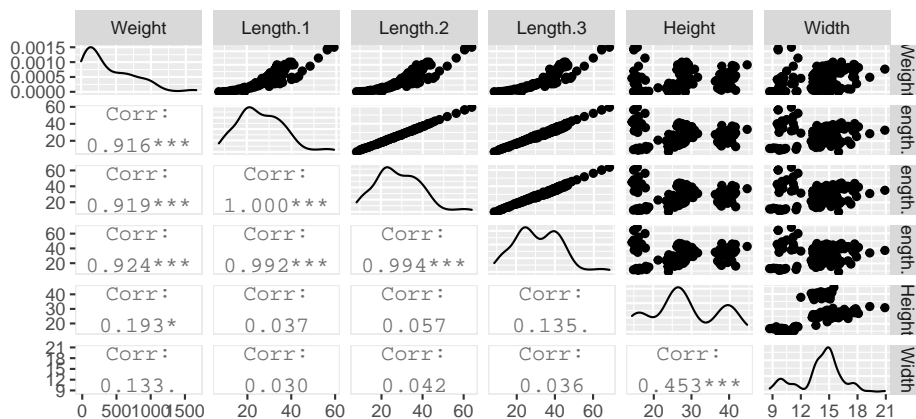 Weight Length.1 Length.2 Length.3 Height Width
0.0015
0.0010
0.0005
0.0000
Weight
60
40
20
Corr:
0.916***
ength.
60
40
20
Corr: Corr:
0.919*** 1.000***
ength.
60
40
20
Corr: Corr: Corr:
0.924*** 0.992*** 0.994***
ength.
40
30
20
Corr: Corr: Corr: Corr:
0.193* 0.037 0.057 0.135.
Height
21
18
15
12
9
Corr: Corr: Corr: Corr: Corr:
0.133. 0.030 0.042 0.036 0.453***
Width
0 500 1000 1500 20 40 60 20 40 60 20 40 60 20 30 40 9 12 15 18 21